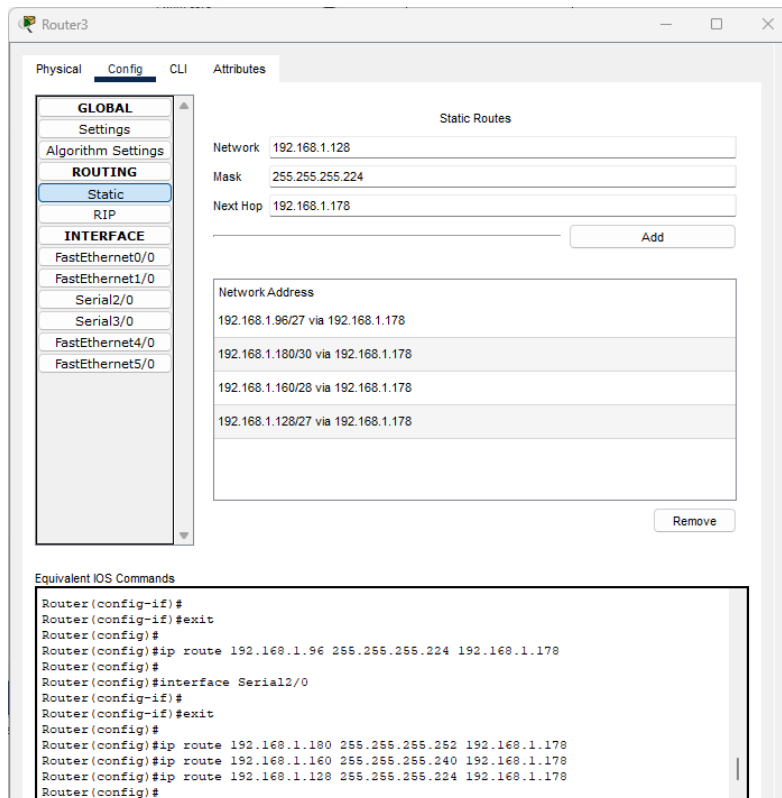 Router3
Physical Config CLI Attributes
GLOBAL
Settings
Algorithm Settings
ROUTING
Static
RIP
INTERFACE
FastEthernet0/0
FastEthernet1/0
Serial2/0
Serial3/0
FastEthernet4/0
FastEthernet5/0
Static Routes
Network 192.168.1.128
Mask 255.255.255.224
Next Hop 192.168.1.178
Add
Network Address
192.168.1.96/27 via 192.168.1.178
192.168.1.180/30 via 192.168.1.178
192.168.1.160/28 via 192.168.1.178
192.168.1.128/27 via 192.168.1.178
Remove
Equivalent IOS Commands
Router(config-if)#
Router(config-if)#exit
Router(config)#
Router(config)#ip route 192.168.1.96 255.255.255.224 192.168.1.178
Router(config)#
Router(config)#interface Serial2/0
Router(config-if)#
Router(config-if)#exit
Router(config)#
Router(config)#ip route 192.168.1.180 255.255.255.252 192.168.1.178
Router(config)#ip route 192.168.1.160 255.255.255.240 192.168.1.178
Router(config)#ip route 192.168.1.128 255.255.255.224 192.168.1.178
Router(config)#